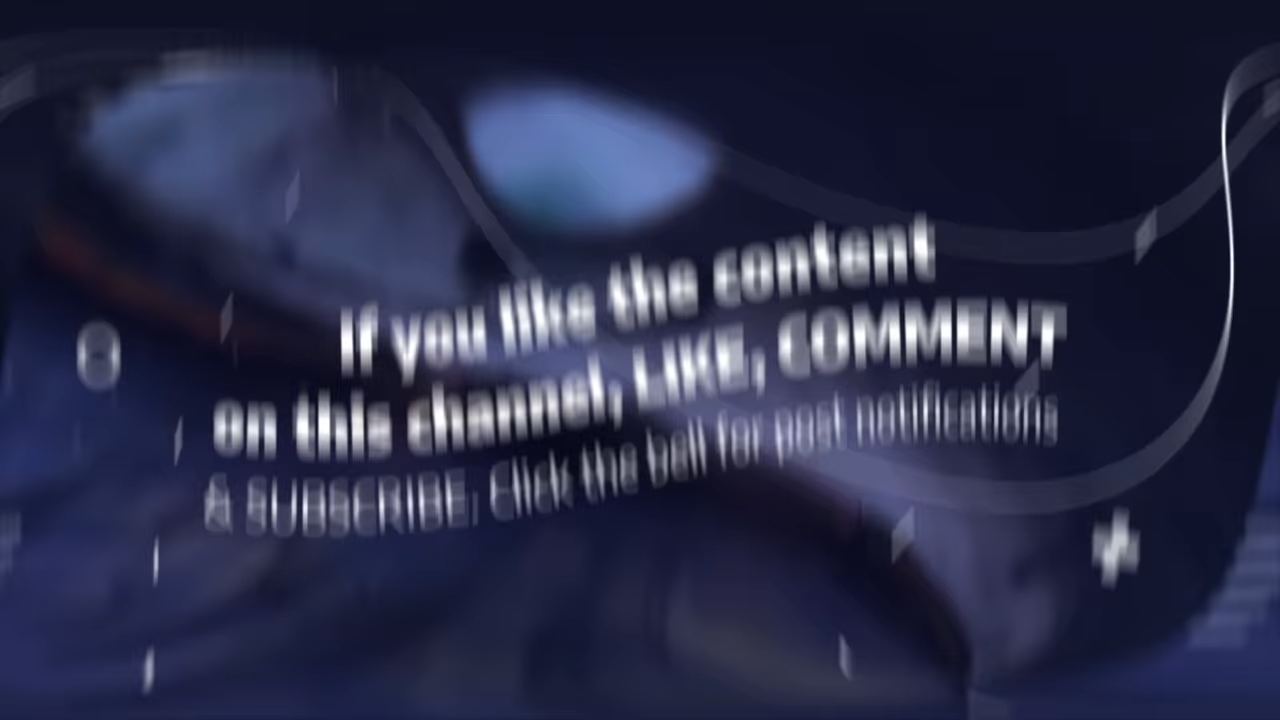 If you like the content
on this channel, LIKE, COMMENT
& SUBSCRIBE, Click the bell for post notifications